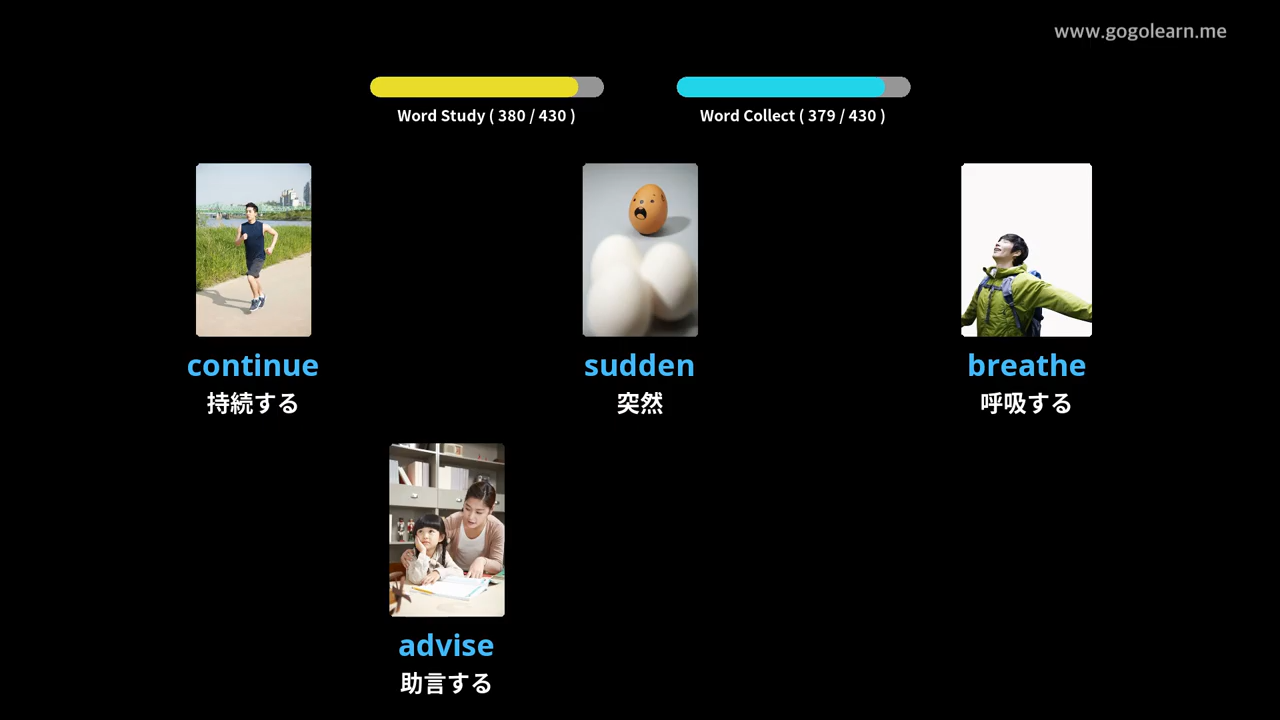 www.gogolearn.me
Word Study ( 380 / 430 )
Word Collect ( 379 / 430 )
continue
持続する
sudden
突然
breathe
呼吸する
advise
助言する